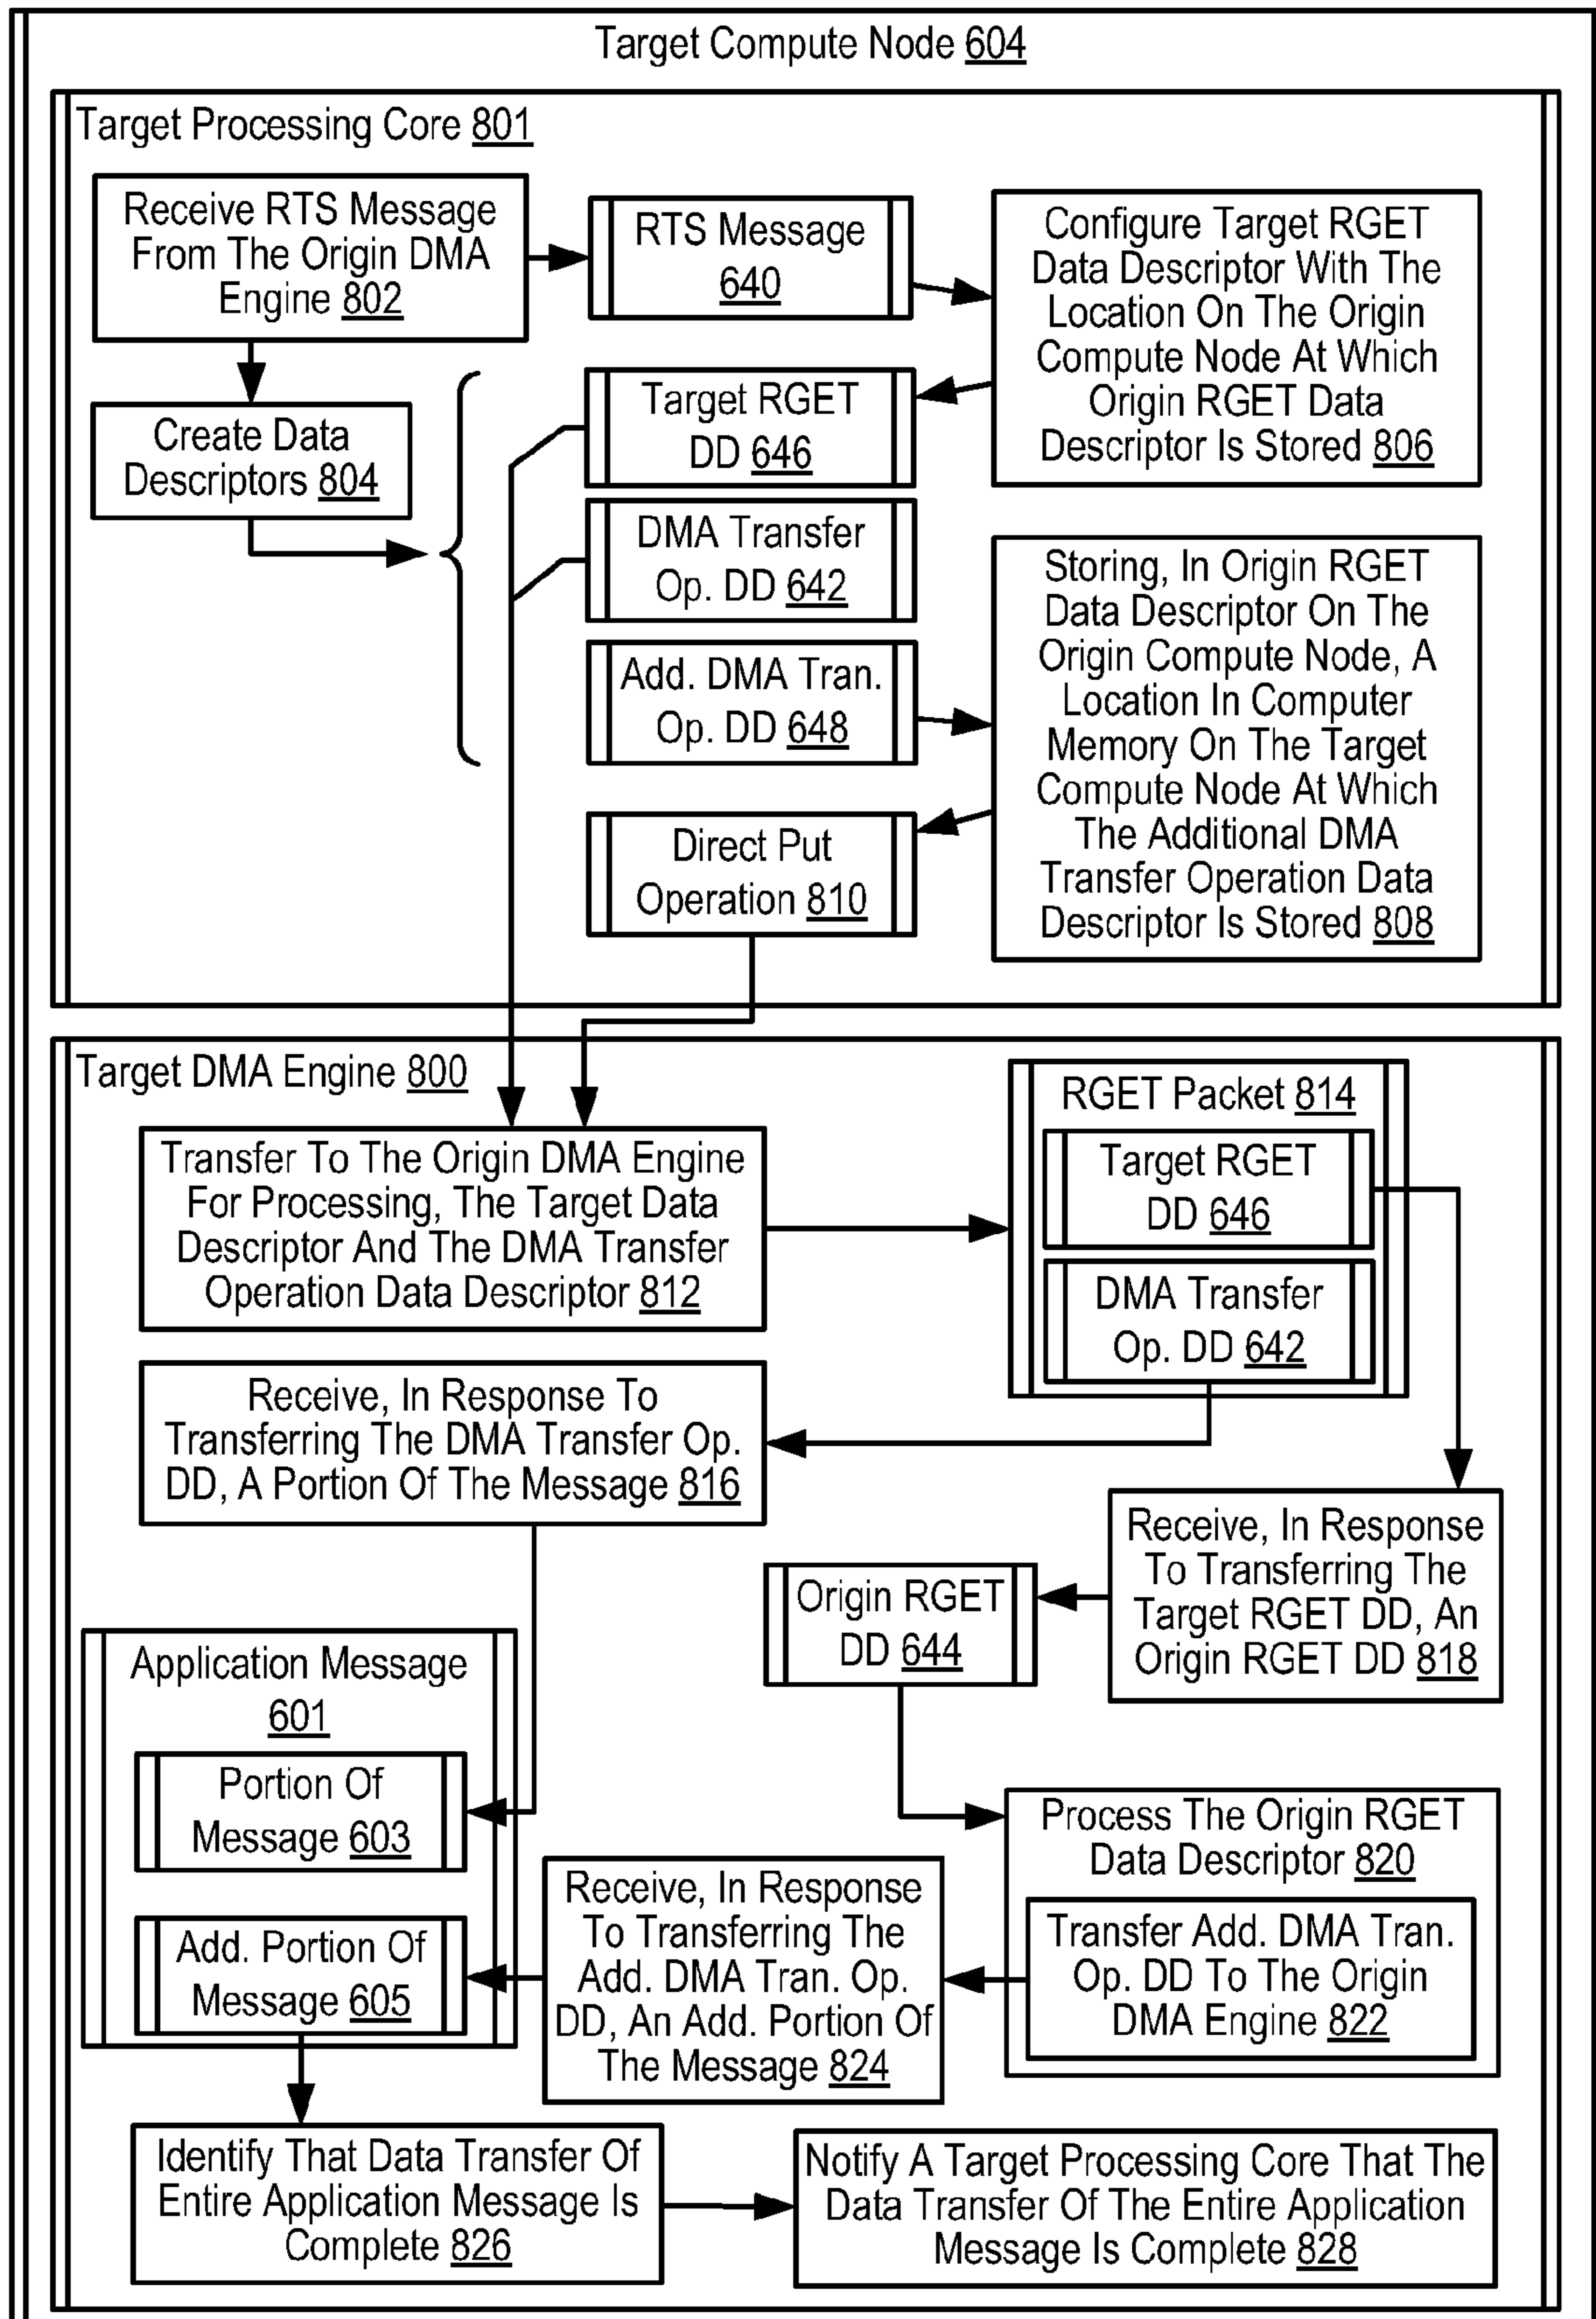 Target Compute Node 604
Target Processing Core 801
Receive RTS Message
From The Origin DMA
Engine 802
RTS Message
640
Configure Target RGET
Data Descriptor With The
Location On The Origin
Compute Node At Which
Origin RGET Data
Descriptor Is Stored 806
Create Data
Descriptors 804
Target RGET
DD 646
DMA Transfer
Op. DD 642
Add. DMA Tran.
Op. DD 648
Storing, In Origin RGET
Data Descriptor On The
Origin Compute Node, A
Location In Computer
Memory On The Target
Compute Node At Which
The Additional DMA
Transfer Operation Data
Descriptor Is Stored 808
Direct Put
Operation 810
Target DMA Engine 800
Transfer To The Origin DMA Engine
For Processing, The Target Data
Descriptor And The DMA Transfer
Operation Data Descriptor 812
RGET Packet 814
Target RGET
DD 646
DMA Transfer
Op. DD 642
Receive, In Response To
Transferring The DMA Transfer Op.
DD, A Portion Of The Message 816
Receive, In Response
To Transferring The
Target RGET DD, An
Origin RGET DD 818
Origin RGET
DD 644
Application Message
601
Portion Of
Message 603
Add. Portion Of
Message 605
Process The Origin RGET
Data Descriptor 820
Transfer Add. DMA Tran.
Op. DD To The Origin
DMA Engine 822
Receive, In Response
To Transferring The
Add. DMA Tran. Op.
DD, An Add. Portion Of
The Message 824
Identify That Data Transfer Of
Entire Application Message Is
Complete 826
Notify A Target Processing Core That The
Data Transfer Of The Entire Application
Message Is Complete 828